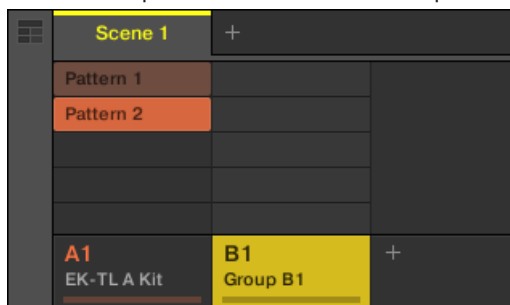 Scene 1 +
Pattern 1
Pattern 2
A1 B1 +
EK-TL A Kit Group B1